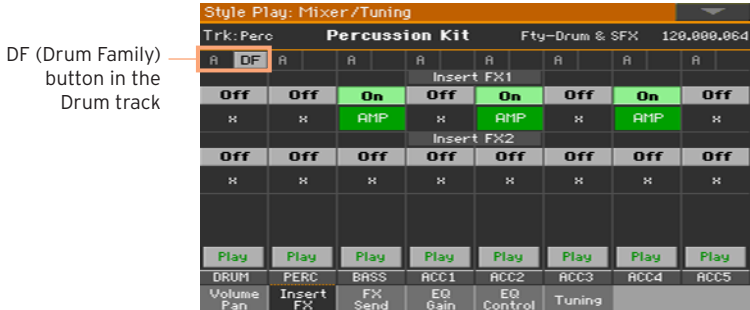 Style Play: Mixer/Tuning
Trk:Perc Percussion Kit Fty-Drum & SFX 120.000.064
DF (Drum Family)
button in the
Drum track
A DF A A A A A A A
Insert FX1
Off Off On Off On Off On Off
x x AMP x AMP x AMP x
Insert FX2
Off Off Off Off Off Off Off Off
x x x x x x x x
Play Play Play Play Play Play Play Play
DRUM PERC BASS ACC1 ACC2 ACC3 ACC4 ACC5
Volume Pan Insert FX FX Send EQ Gain EQ Control Tuning